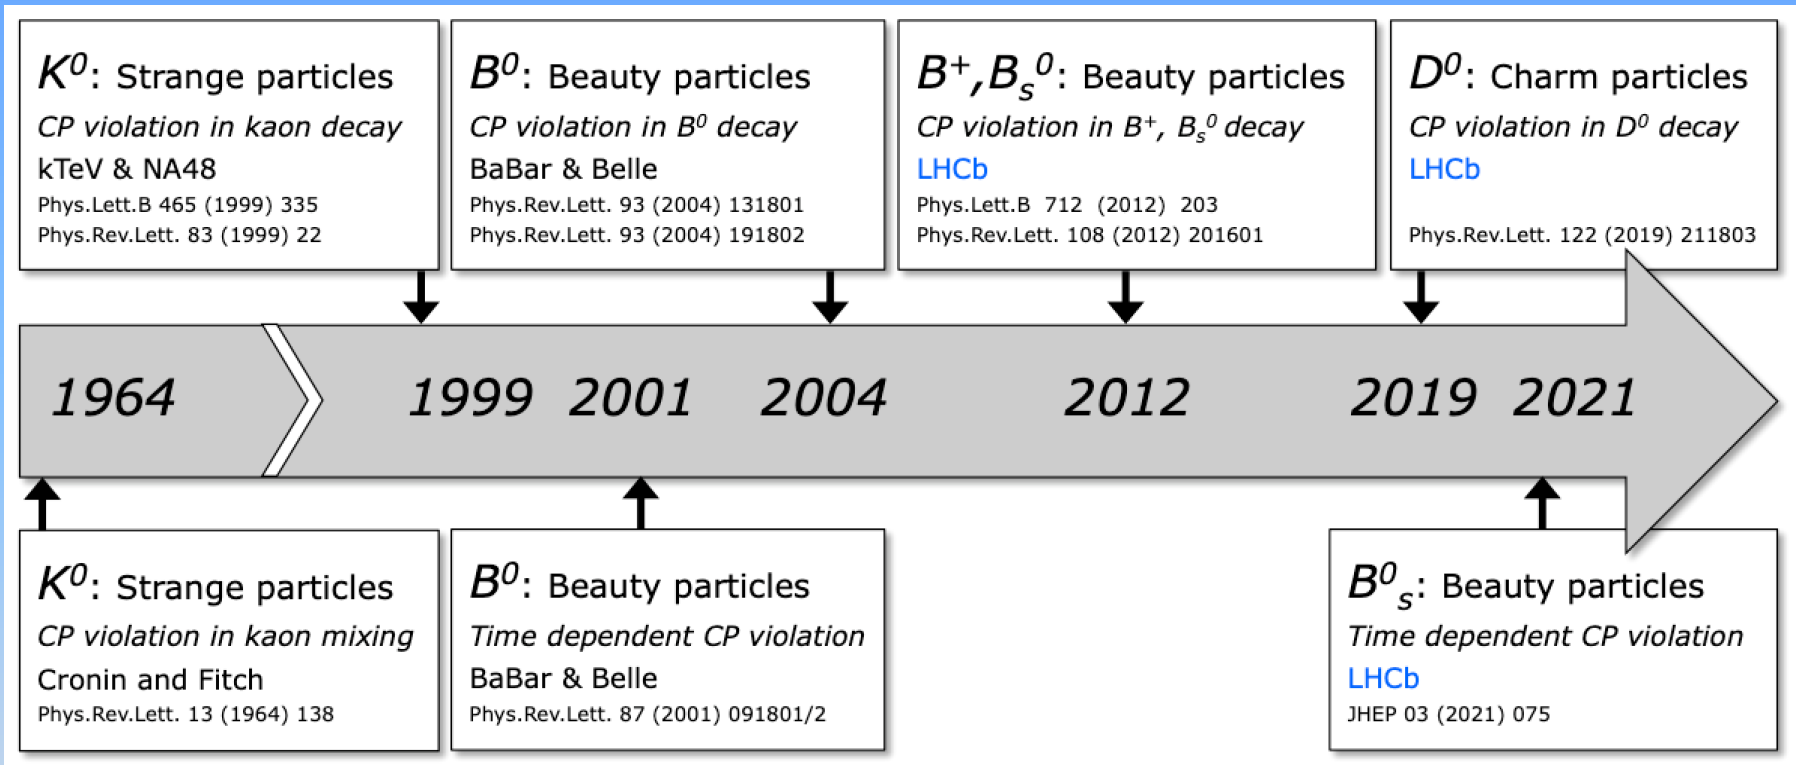 K⁰: Strange particles
CP violation in kaon decay
kTeV & NA48
Phys.Lett.B 465 (1999) 335
Phys.Rev.Lett. 83 (1999) 22
B⁰: Beauty particles
CP violation in B⁰ decay
BaBar & Belle
Phys.Rev.Lett. 93 (2004) 131801
Phys.Rev.Lett. 93 (2004) 191802
B⁺,Bₛ⁰: Beauty particles
CP violation in B⁺, Bₛ⁰ decay
LHCb
Phys.Lett.B 712 (2012) 203
Phys.Rev.Lett. 108 (2012) 201601
D⁰: Charm particles
CP violation in D⁰ decay
LHCb
Phys.Rev.Lett. 122 (2019) 211803
1964 1999 2001 2004 2012 2019 2021
K⁰: Strange particles
CP violation in kaon mixing
Cronin and Fitch
Phys.Rev.Lett. 13 (1964) 138
B⁰: Beauty particles
Time dependent CP violation
BaBar & Belle
Phys.Rev.Lett. 87 (2001) 091801/2
B⁰ₛ: Beauty particles
Time dependent CP violation
LHCb
JHEP 03 (2021) 075